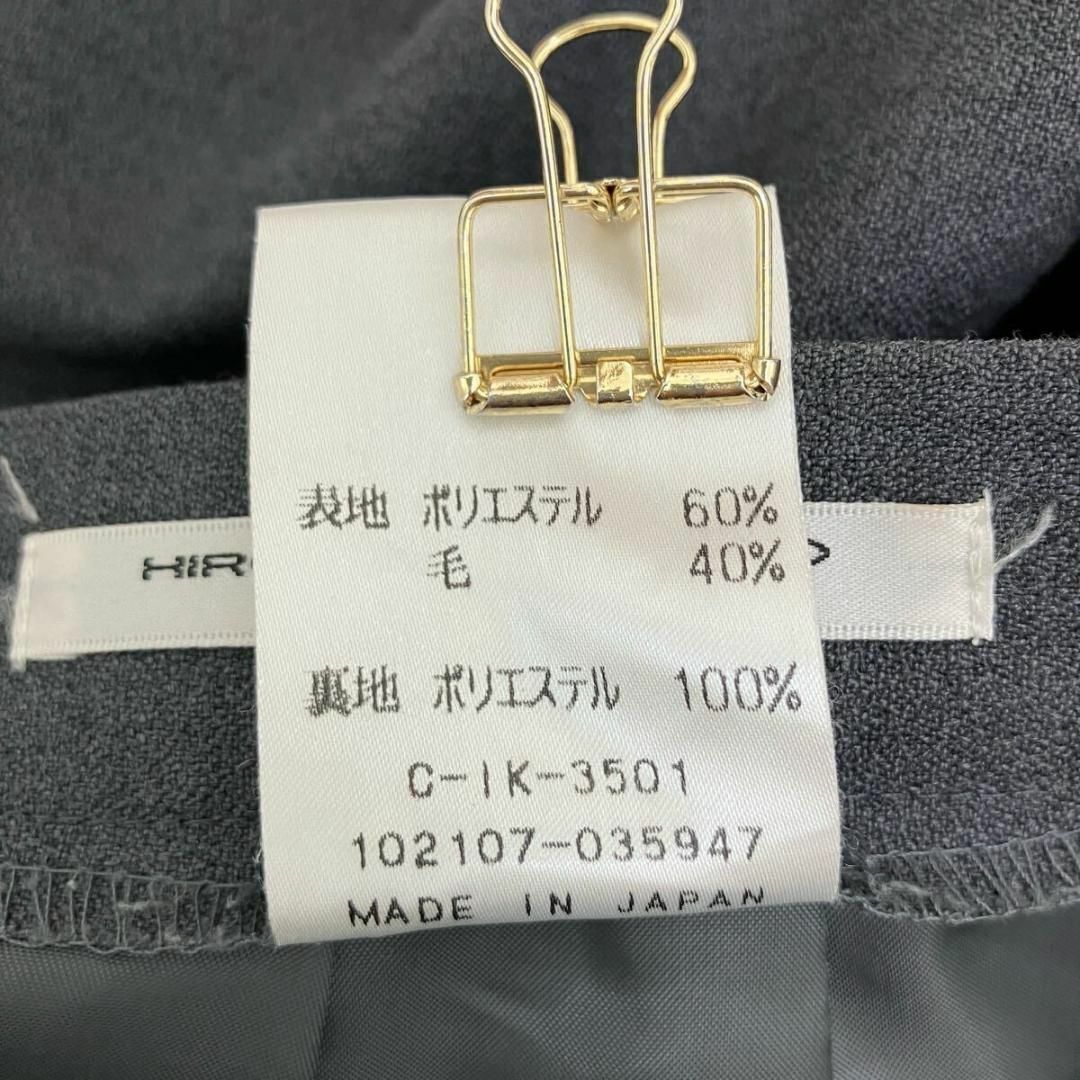 表地 ポリエステル 60%
毛 40%
裏地 ポリエステル 100%
C-IK-3501
102107-035947
MADE IN JAPAN